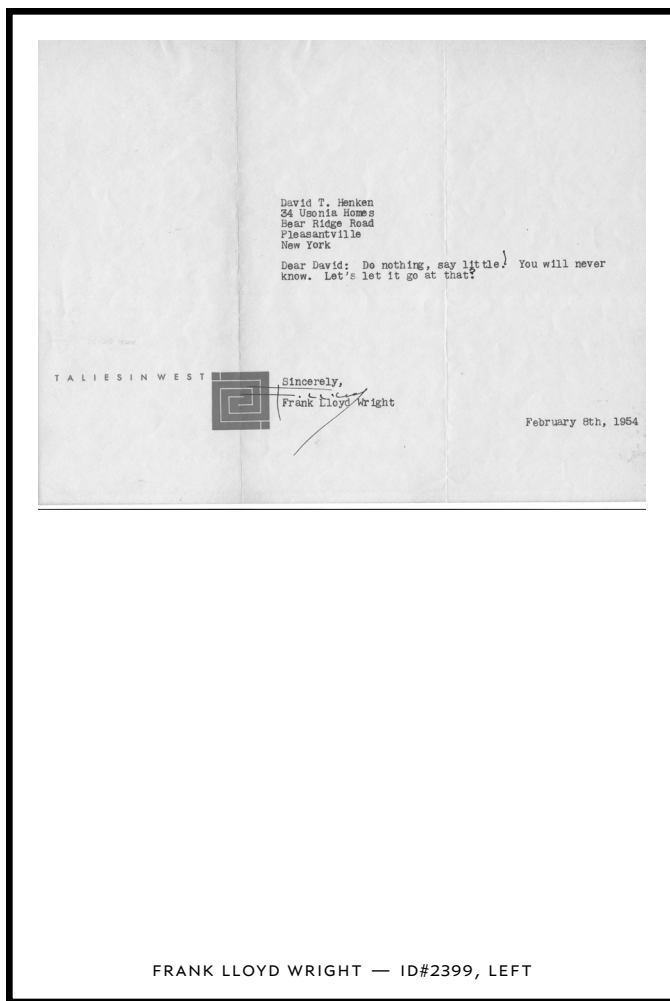 David T. Henken
34 Usonia Homes
Bear Ridge Road
Pleasantville
New York
Dear David: Do nothing, say little! You will never
know. Let's let it go at that?
TALIESIN WEST
Sincerely,
Frank Lloyd Wright
February 8th, 1954
FRANK LLOYD WRIGHT — ID#2399, LEFT